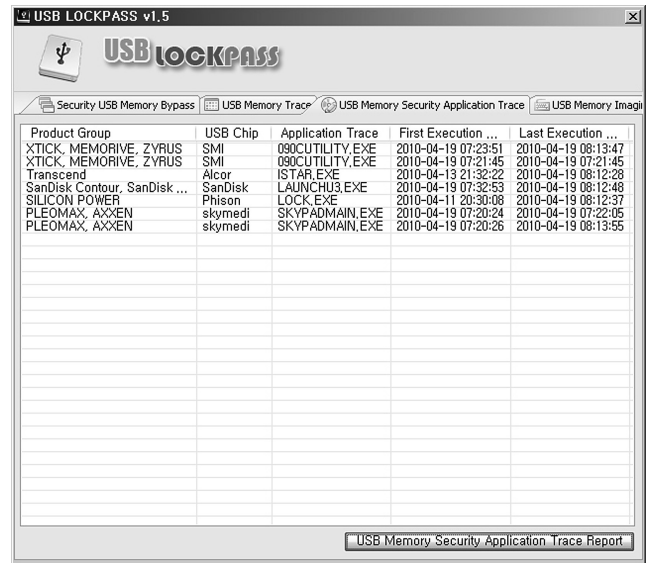 USB LOCKPASS v1.5
USB LOCKPASS
Security USB Memory Bypass USB Memory Trace USB Memory Security Application Trace USB Memory Imagi
Product Group USB Chip Application Trace First Execution ... Last Execution ...
XTICK, MEMORIVE, ZYRUS SMI 090CUTILITY.EXE 2010-04-19 07:23:51 2010-04-19 08:13:47
XTICK, MEMORIVE, ZYRUS SMI 090CUTILITY.EXE 2010-04-19 07:21:45 2010-04-19 07:21:45
Transcend Alcor ISTAR.EXE 2010-04-13 21:32:22 2010-04-19 08:12:28
SanDisk Contour, SanDisk ... SanDisk LAUNCHU3.EXE 2010-04-19 07:32:53 2010-04-19 08:12:48
SILICON POWER Phison LOCK.EXE 2010-04-11 20:30:08 2010-04-19 08:12:37
PLEOMAX, AXXEN skymedi SKYPADMAIN.EXE 2010-04-19 07:20:24 2010-04-19 07:22:05
PLEOMAX, AXXEN skymedi SKYPADMAIN.EXE 2010-04-19 07:20:26 2010-04-19 08:13:55
USB Memory Security Application Trace Report